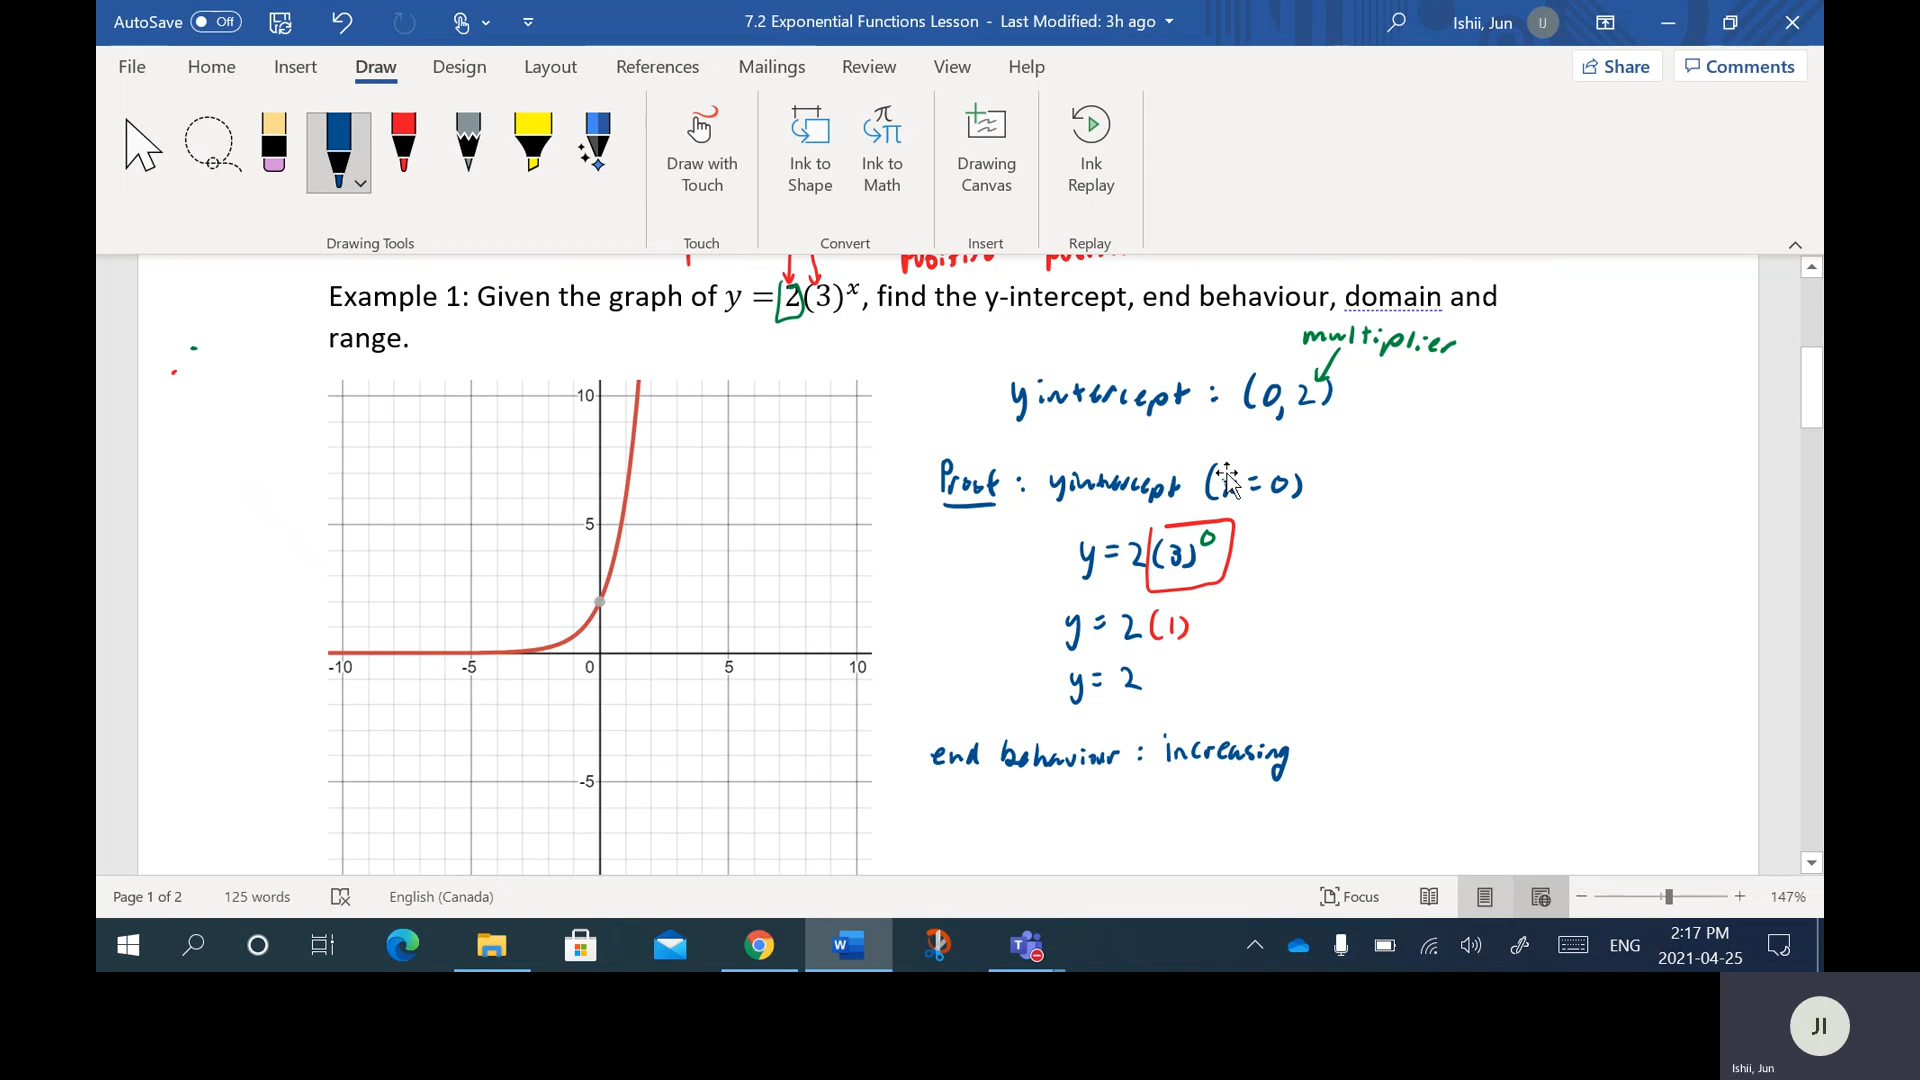 AutoSave Off
7.2 Exponential Functions Lesson - Last Modified: 3h ago
Ishii, Jun IJ
File Home Insert Draw Design Layout References Mailings Review View Help
Share Comments
Draw with Touch
Ink to Shape
Ink to Math
Drawing Canvas
Ink Replay
Drawing Tools Touch Convert Insert Replay
Example 1: Given the graph of y = 2(3)^x, find the y-intercept, end behaviour, domain and
range.
multiplier
y intercept : (0, 2)
Proof : y intercept ( = 0)
y = 2(3)^0
y = 2(1)
y = 2
end behaviour : increasing
10
5
-10 -5 0 5 10
-5
Page 1 of 2 125 words English (Canada) Focus 147%
ENG 2:17 PM
2021-04-25
JI
Ishii, Jun